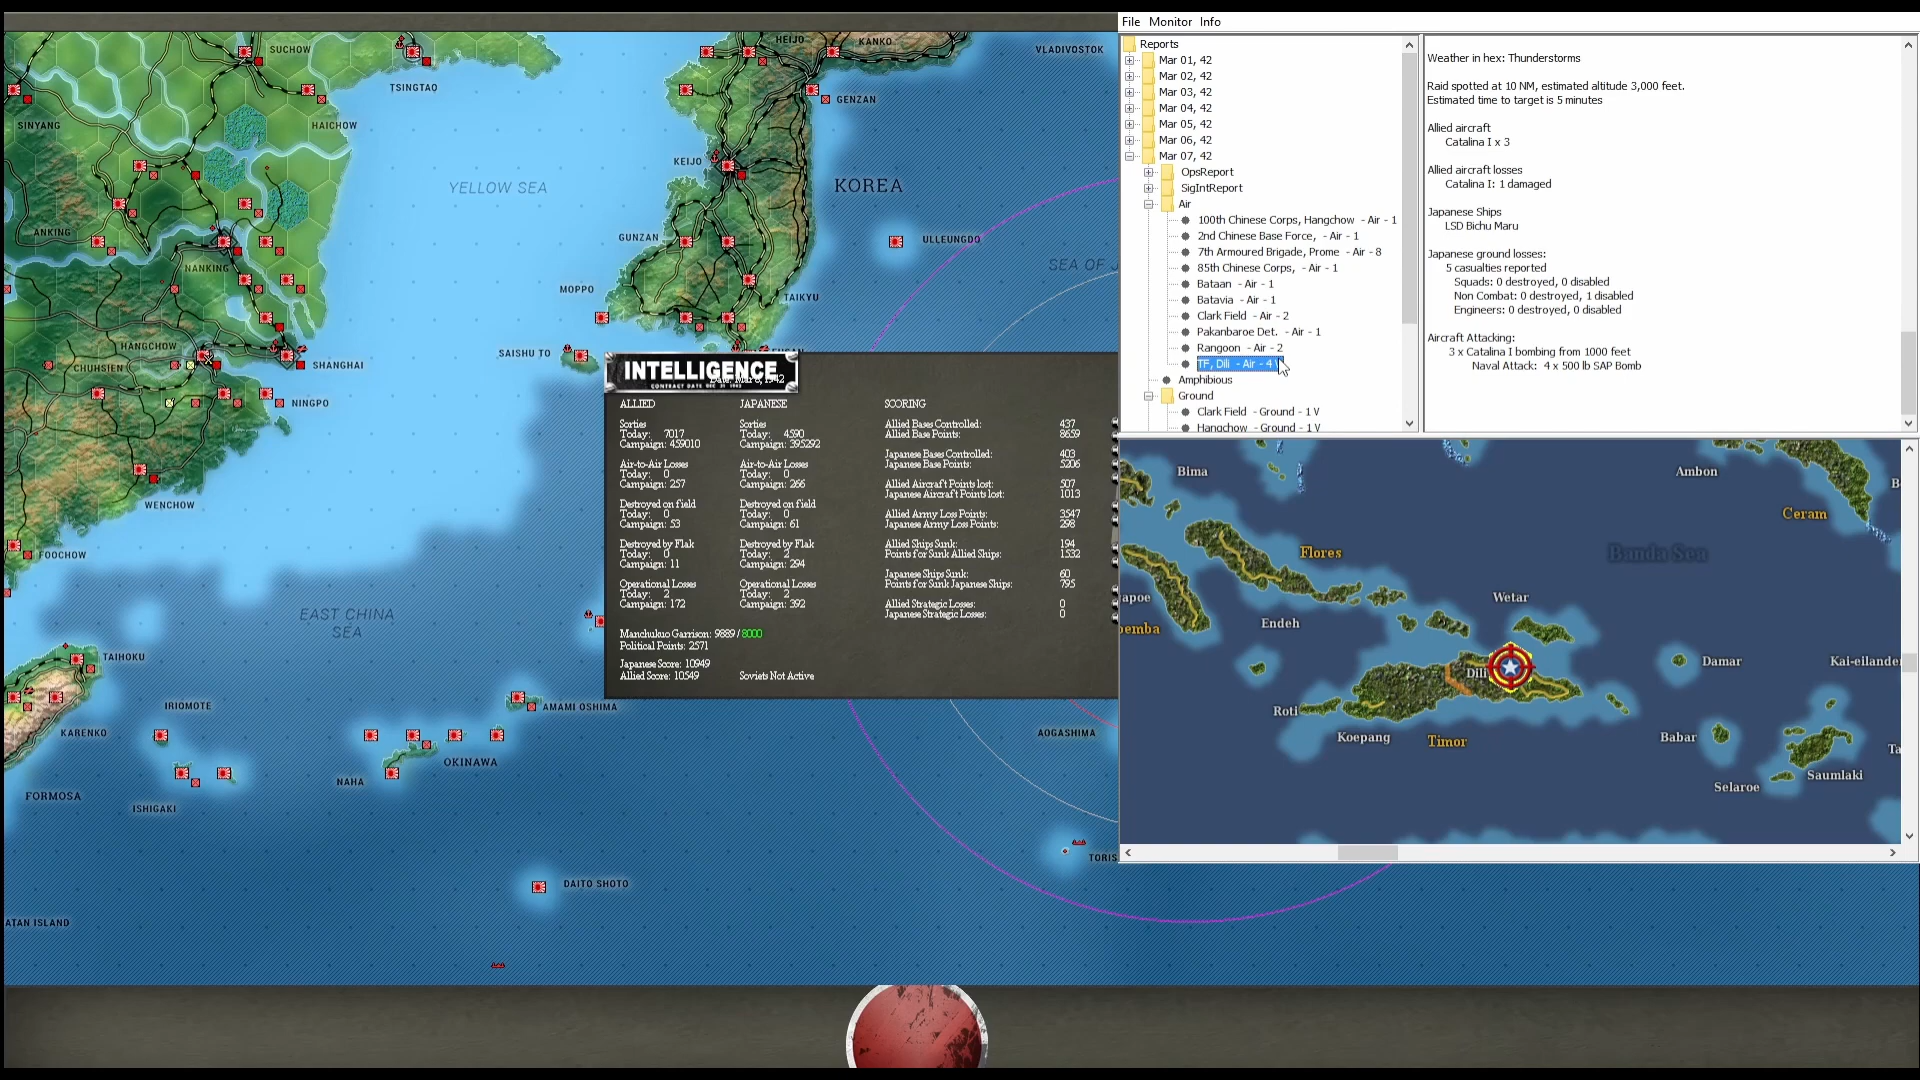 File Monitor Info
Reports
Mar 01, 42
Mar 02, 42
Mar 03, 42
Mar 04, 42
Mar 05, 42
Mar 06, 42
Mar 07, 42
OpsReport
SigIntReport
Air
100th Chinese Corps, Hangchow - Air - 1
2nd Chinese Base Force, - Air - 1
7th Armoured Brigade, Prome - Air - 8
85th Chinese Corps, - Air - 1
Bataan - Air - 1
Batavia - Air - 1
Clark Field - Air - 2
Pakanbaroe Det. - Air - 1
Rangoon - Air - 2
TF, Dili - Air - 4
Amphibious
Ground
Clark Field - Ground - 1 V
Hangchow - Ground - 1 V
Weather in hex: Thunderstorms
Raid spotted at 10 NM, estimated altitude 3,000 feet.
Estimated time to target is 5 minutes
Allied aircraft
Catalina I x 3
Allied aircraft losses
Catalina I: 1 damaged
Japanese Ships
LSD Bichu Maru
Japanese ground losses:
5 casualties reported
Squads: 0 destroyed, 0 disabled
Non Combat: 0 destroyed, 1 disabled
Engineers: 0 destroyed, 0 disabled
Aircraft Attacking:
3 x Catalina I bombing from 1000 feet
Naval Attack: 4 x 500 lb SAP Bomb
SUCHOW
TSINGTAO
SINYANG
HAICHOW
HEIJO
KANKO
VLADIVOSTOK
GENZAN
KEIJO
KOREA
YELLOW SEA
ANKING
NANKING
GUNZAN
ULLEUNGDO
SEA OF J
MOPPO
TAIKYU
HANGCHOW
SHANGHAI
SAISHU TO
CHUHSIEN
NINGPO
WENCHOW
FOOCHOW
EAST CHINA
SEA
TAIHOKU
IRIOMOTE
AMAMI OSHIMA
KARENKO
NAHA
OKINAWA
AOGASHIMA
FORMOSA
ISHIGAKI
TORIS
DAITO SHOTO
ATAN ISLAND
INTELLIGENCE
CONTRACT DATE DEC 31 1942
ALLIED
Sorties
Today: 7017
Campaign: 459010
Air-to-Air Losses
Today: 0
Campaign: 257
Destroyed on field
Today: 0
Campaign: 53
Destroyed by Flak
Today: 0
Campaign: 11
Operational Losses
Today: 2
Campaign: 172
JAPANESE
Sorties
Today: 4590
Campaign: 395292
Air-to-Air Losses
Today: 0
Campaign: 266
Destroyed on field
Today: 0
Campaign: 61
Destroyed by Flak
Today: 2
Campaign: 294
Operational Losses
Today: 2
Campaign: 392
SCORING
Allied Bases Controlled: 437
Allied Base Points: 8659
Japanese Bases Controlled: 403
Japanese Base Points: 5206
Allied Aircraft Points lost: 507
Japanese Aircraft Points lost: 1013
Allied Army Loss Points: 3547
Japanese Army Loss Points: 298
Allied Ships Sunk: 194
Points for Sunk Allied Ships: 1532
Japanese Ships Sunk: 60
Points for Sunk Japanese Ships: 795
Allied Strategic Losses: 0
Japanese Strategic Losses: 0
Manchukuo Garrison: 9889 / 8000
Political Points: 2571
Japanese Score: 10949
Allied Score: 10549
Soviets Not Active
Bima
Ambon
B
Ceram
Flores
Banda Sea
apoe
Wetar
pemba
Endeh
Dili
Damar
Kai-eilanden
Roti
Koepang
Timor
Babar
Ta
Saumlaki
Selaroe